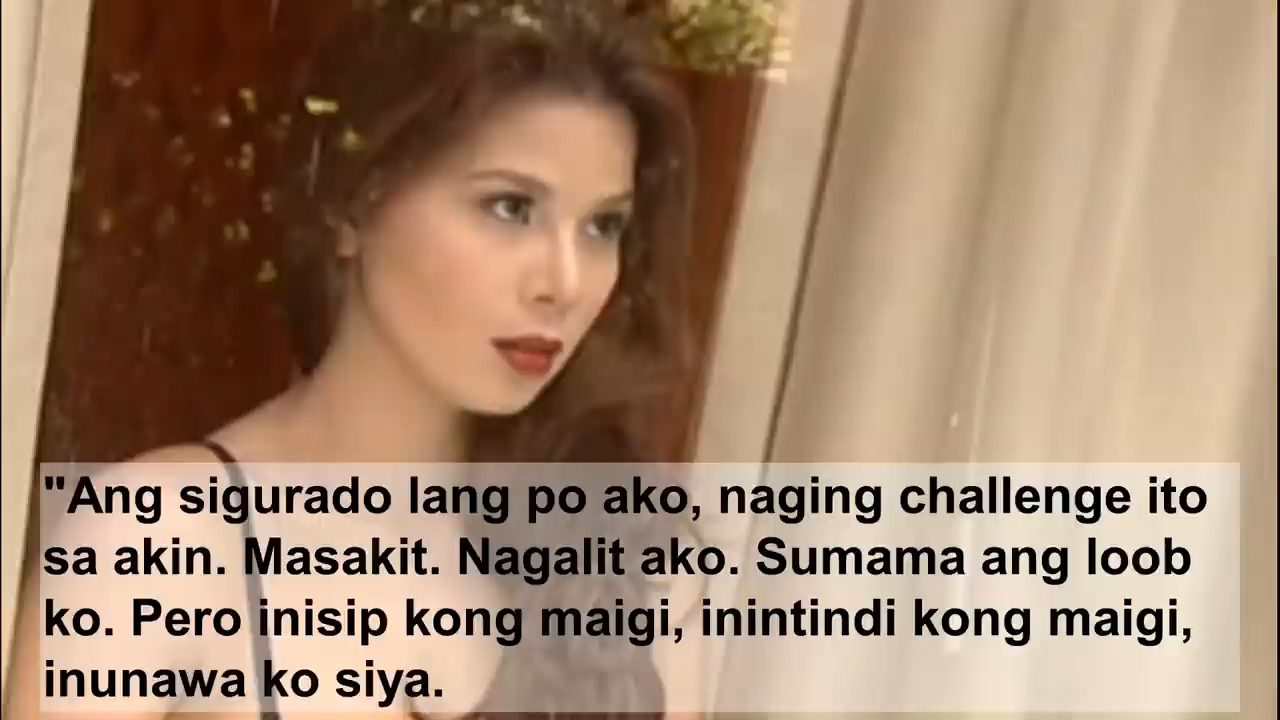 "Ang sigurado lang po ako, naging challenge ito
sa akin. Masakit. Nagalit ako. Sumama ang loob
ko. Pero inisip kong maigi, inintindi kong maigi,
inunawa ko siya.